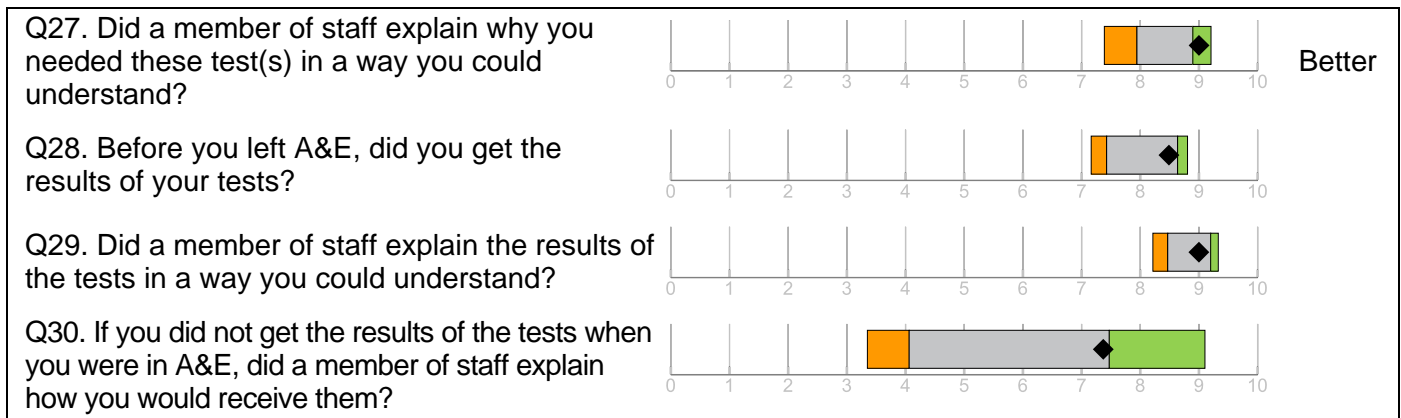 Q27. Did a member of staff explain why you
needed these test(s) in a way you could
understand?
0 1 2 3 4 5 6 7 8 9 10
Better
Q28. Before you left A&E, did you get the
results of your tests?
0 1 2 3 4 5 6 7 8 9 10
Q29. Did a member of staff explain the results of
the tests in a way you could understand?
0 1 2 3 4 5 6 7 8 9 10
Q30. If you did not get the results of the tests when
you were in A&E, did a member of staff explain
how you would receive them?
0 1 2 3 4 5 6 7 8 9 10